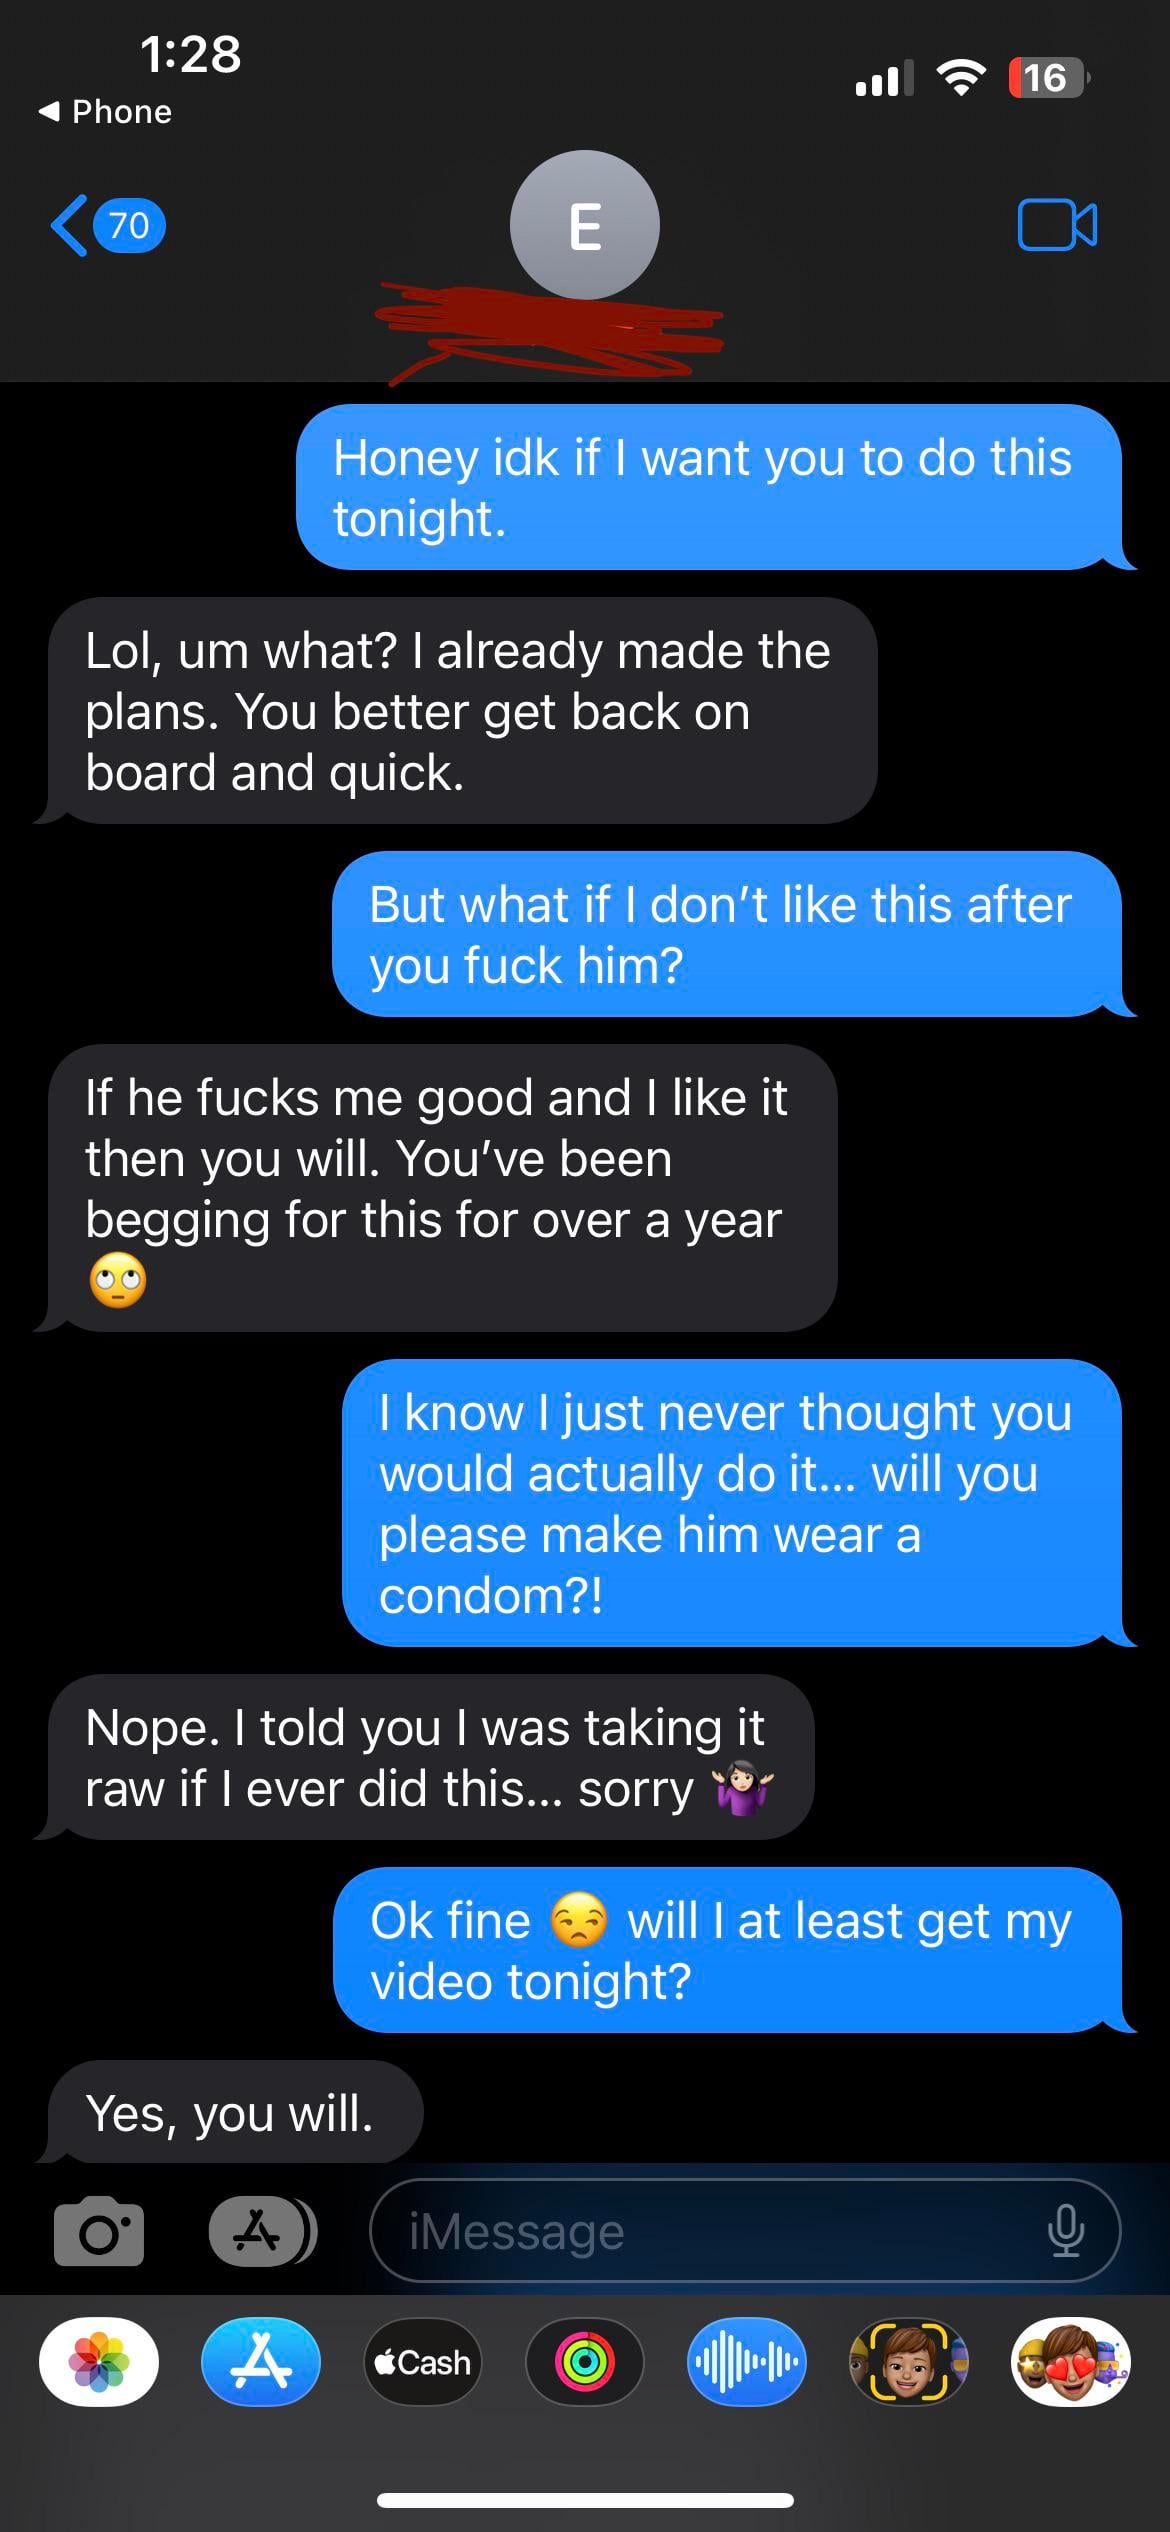 1:28
16
◀ Phone
70
E
Honey idk if I want you to do this
tonight.
Lol, um what? I already made the
plans. You better get back on
board and quick.
But what if I don’t like this after
you fuck him?
If he fucks me good and I like it
then you will. You’ve been
begging for this for over a year
🙄
I know I just never thought you
would actually do it... will you
please make him wear a
condom?!
Nope. I told you I was taking it
raw if I ever did this... sorry 🤷🏻‍♀️
Ok fine 😒 will I at least get my
video tonight?
Yes, you will.
iMessage
Cash